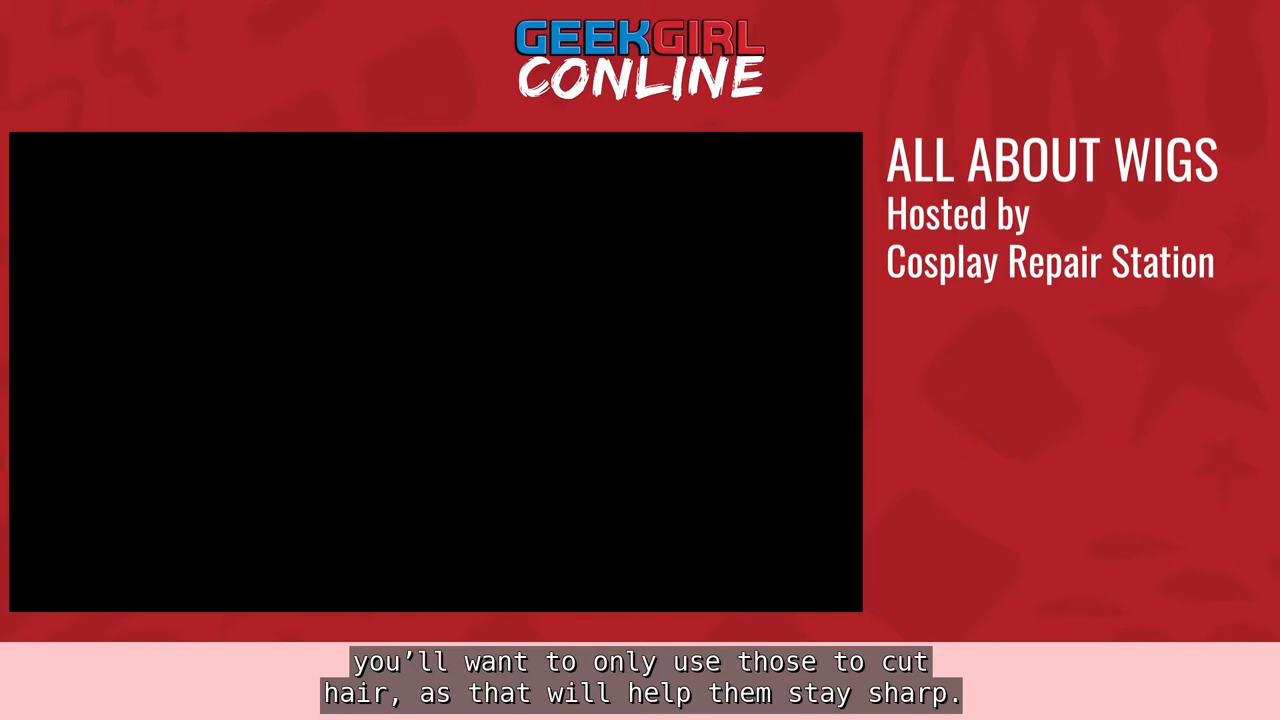 GEEKGIRL
CONLINE
ALL ABOUT WIGS
Hosted by
Cosplay Repair Station
you’ll want to only use those to cut
hair, as that will help them stay sharp.